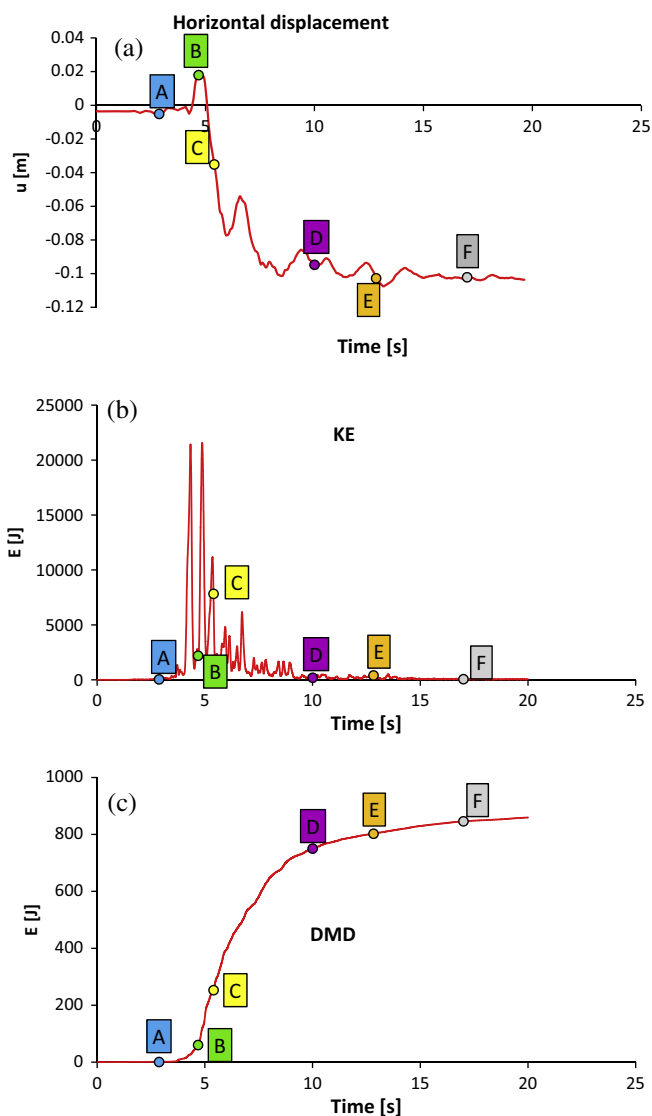 Horizontal displacement
(a)
0.04
0.02
0
-0.02
-0.04
-0.06
-0.08
-0.1
-0.12
u [m]
0 5 10 15 20 25
A
B
C
D
E
F
Time [s]
(b)
KE
25000
20000
15000
10000
5000
0
E [J]
A
B
C
D
E
F
0 5 10 15 20 25
Time [s]
(c)
1000
800
600
400
200
0
E [J]
DMD
A
B
C
D
E
F
0 5 10 15 20 25
Time [s]